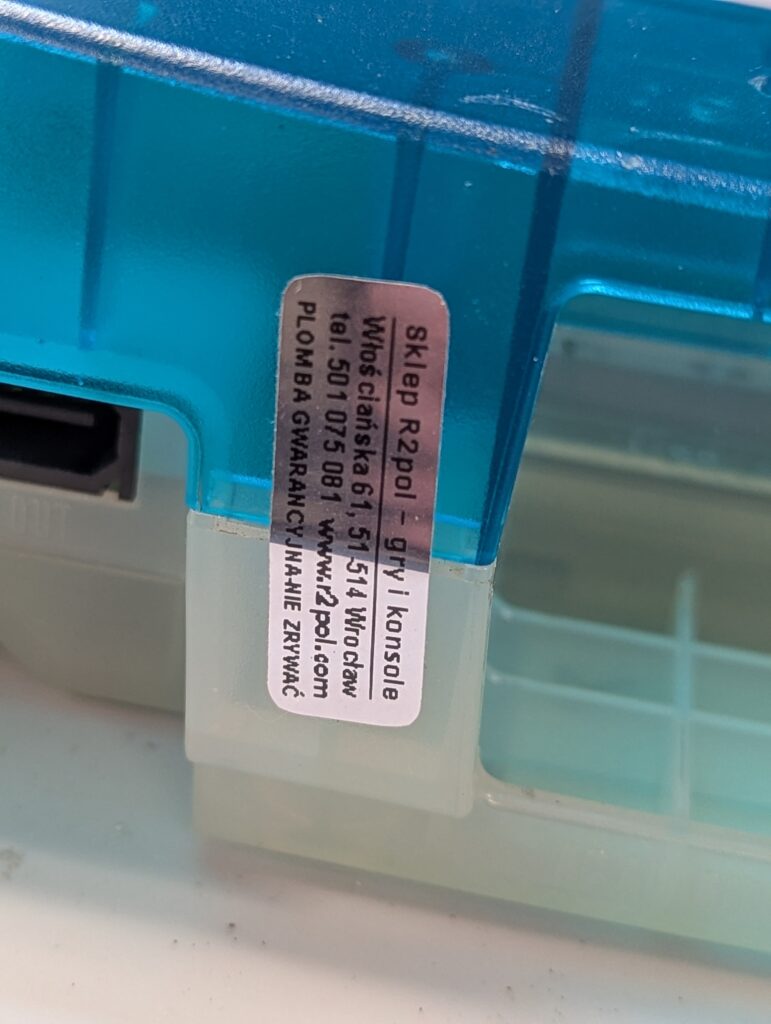 Sklep R2pol – gry i konsole
Włościańska 61, 51-514 Wrocław
tel. 501 075 081 www.r2pol.com
PLOMBA GWARANCYJNA-NIE ZRYWAĆ